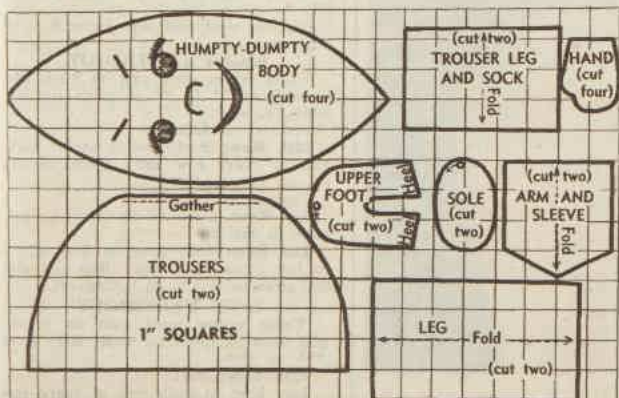 HUMPTY-DUMPTY
BODY
(cut four)
(cut two)
TROUSER LEG
AND SOCK
Fold
HAND
(cut
four)
UPPER
FOOT
(cut two)
Heel
Heel
SOLE
(cut
two)
(cut two)
ARM AND
SLEEVE
Fold
Gather
TROUSERS
(cut two)
1" SQUARES
LEG
Fold
(cut two)